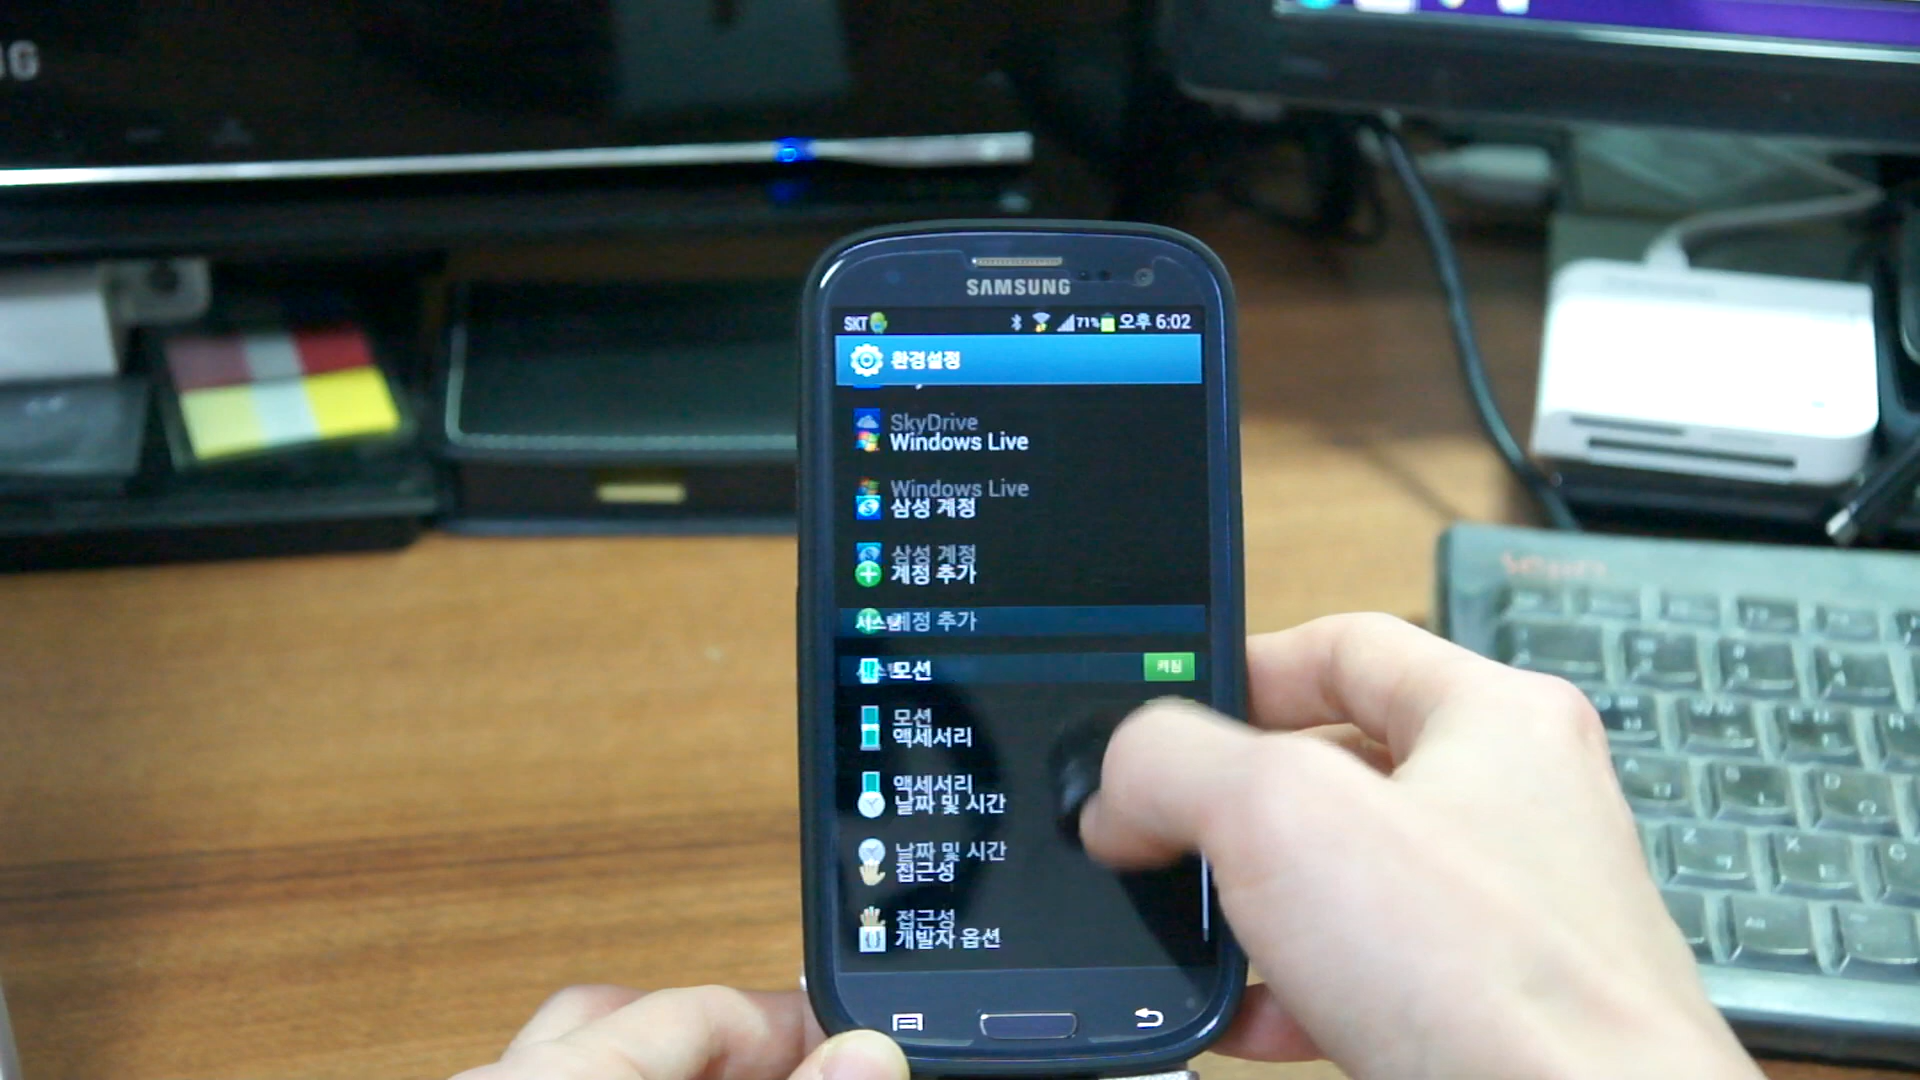 SAMSUNG
SKT 71% 오후 6:02
환경설정
SkyDrive
Windows Live
Windows Live
삼성 계정
삼성 계정
계정 추가
계정 추가
시스템
모션 켜짐
모션
액세서리
액세서리
날짜 및 시간
날짜 및 시간
접근성
접근성
개발자 옵션